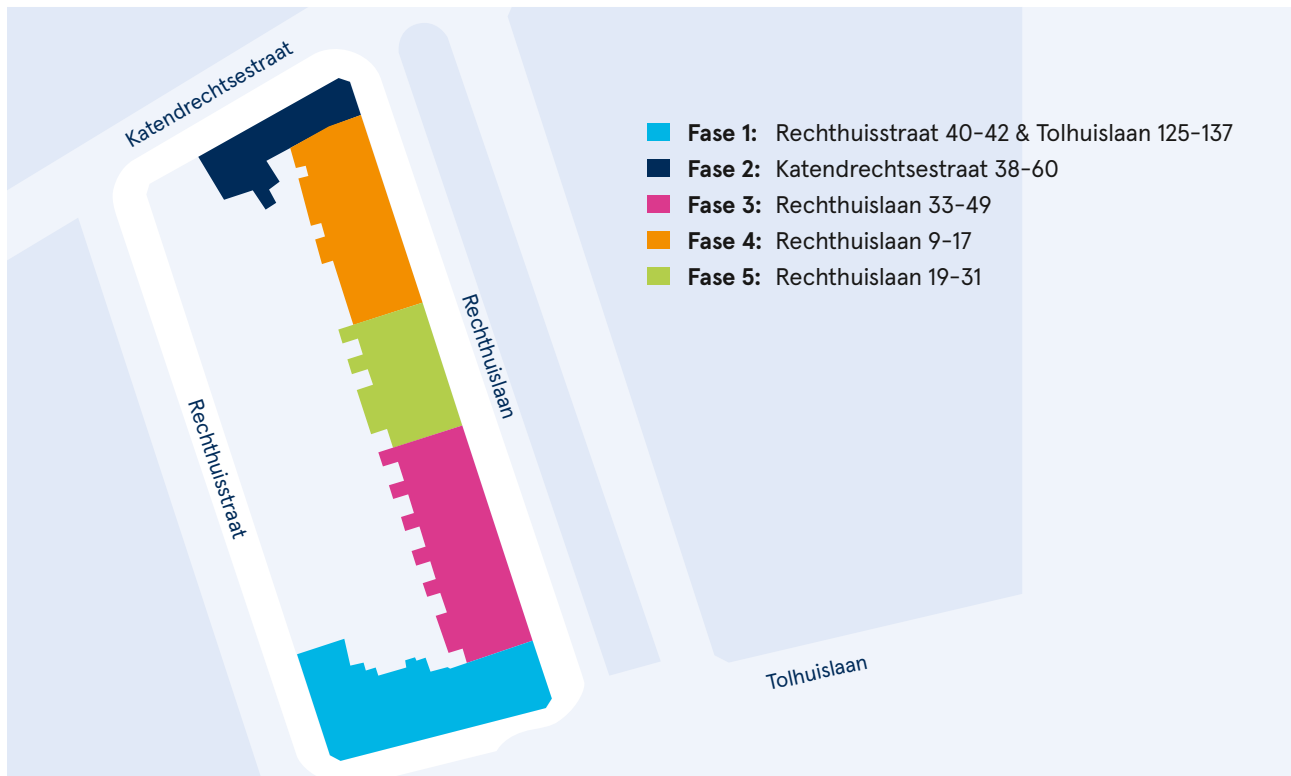 Katendrechtsestraat
Fase 1: Rechthuisstraat 40-42 & Tolhuislaan 125-137
Fase 2: Katendrechtsestraat 38-60
Fase 3: Rechthuislaan 33-49
Fase 4: Rechthuislaan 9-17
Fase 5: Rechthuislaan 19-31
Rechthuislaan
Rechthuisstraat
Tolhuislaan